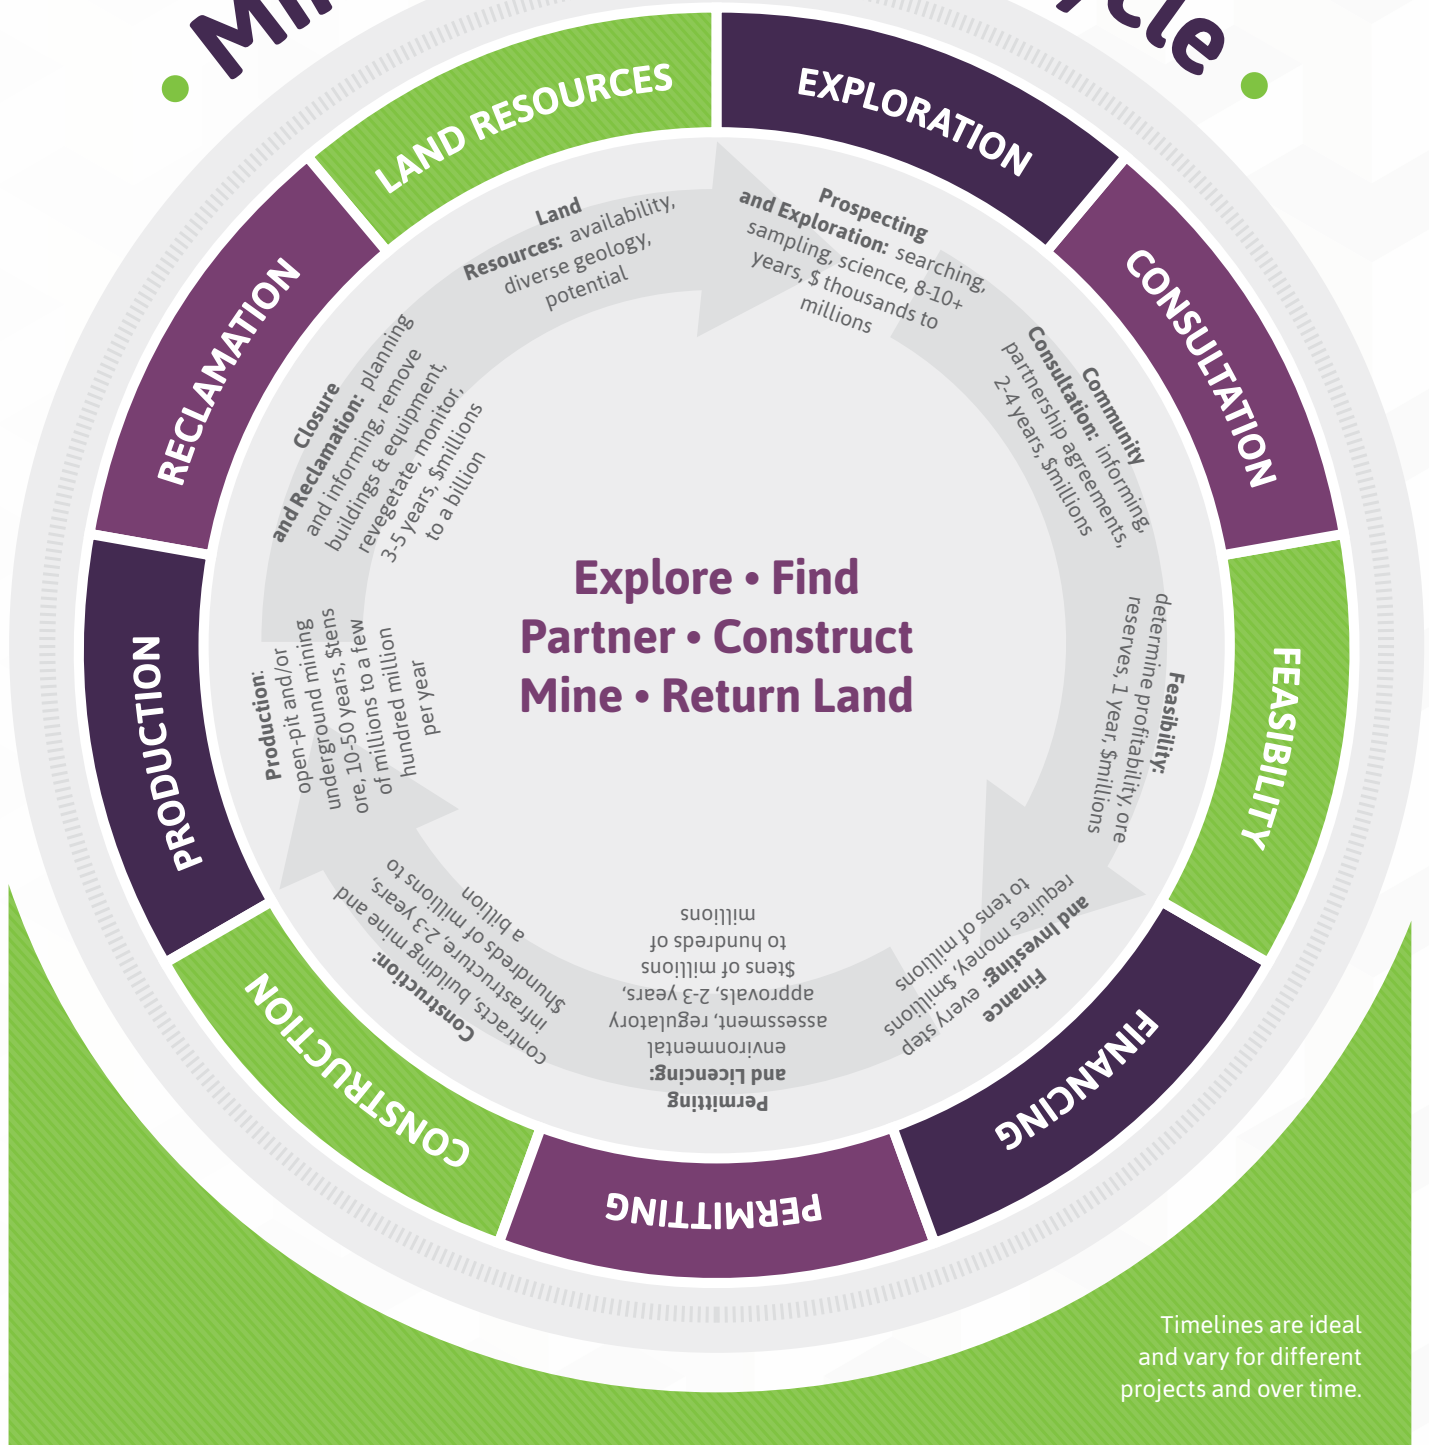 LAND RESOURCES
EXPLORATION
CONSULTATION
FEASIBILITY
FINANCING
PERMITTING
CONSTRUCTION
PRODUCTION
RECLAMATION
Land
Resources: availability,
diverse geology,
potential
Prospecting
and Exploration: searching,
sampling, science, 8-10+
years, $ thousands to
millions
Community
Consultation: informing,
partnership agreements,
2-4 years, $millions
Feasibility:
determine profitability, ore
reserves, 1 year, $millions
Finance
and Investing: every step
requires money, $millions
to tens of millions
Permitting
and Licencing:
environmental
assessment, regulatory
approvals, 2-3 years,
$tens of millions
to hundreds of
millions
Construction:
contracts, building mine and
infrastructure, 2-3 years,
$hundreds of millions to
a billion
Production:
open-pit and/or
underground mining
ore, 10-50 years, $tens
of millions to a few
hundred million
per year
Closure
and Reclamation: planning
and informing, remove
buildings & equipment,
revegetate, monitor,
3-5 years, $millions
to a billion
Explore • Find
Partner • Construct
Mine • Return Land
Timelines are ideal
and vary for different
projects and over time.